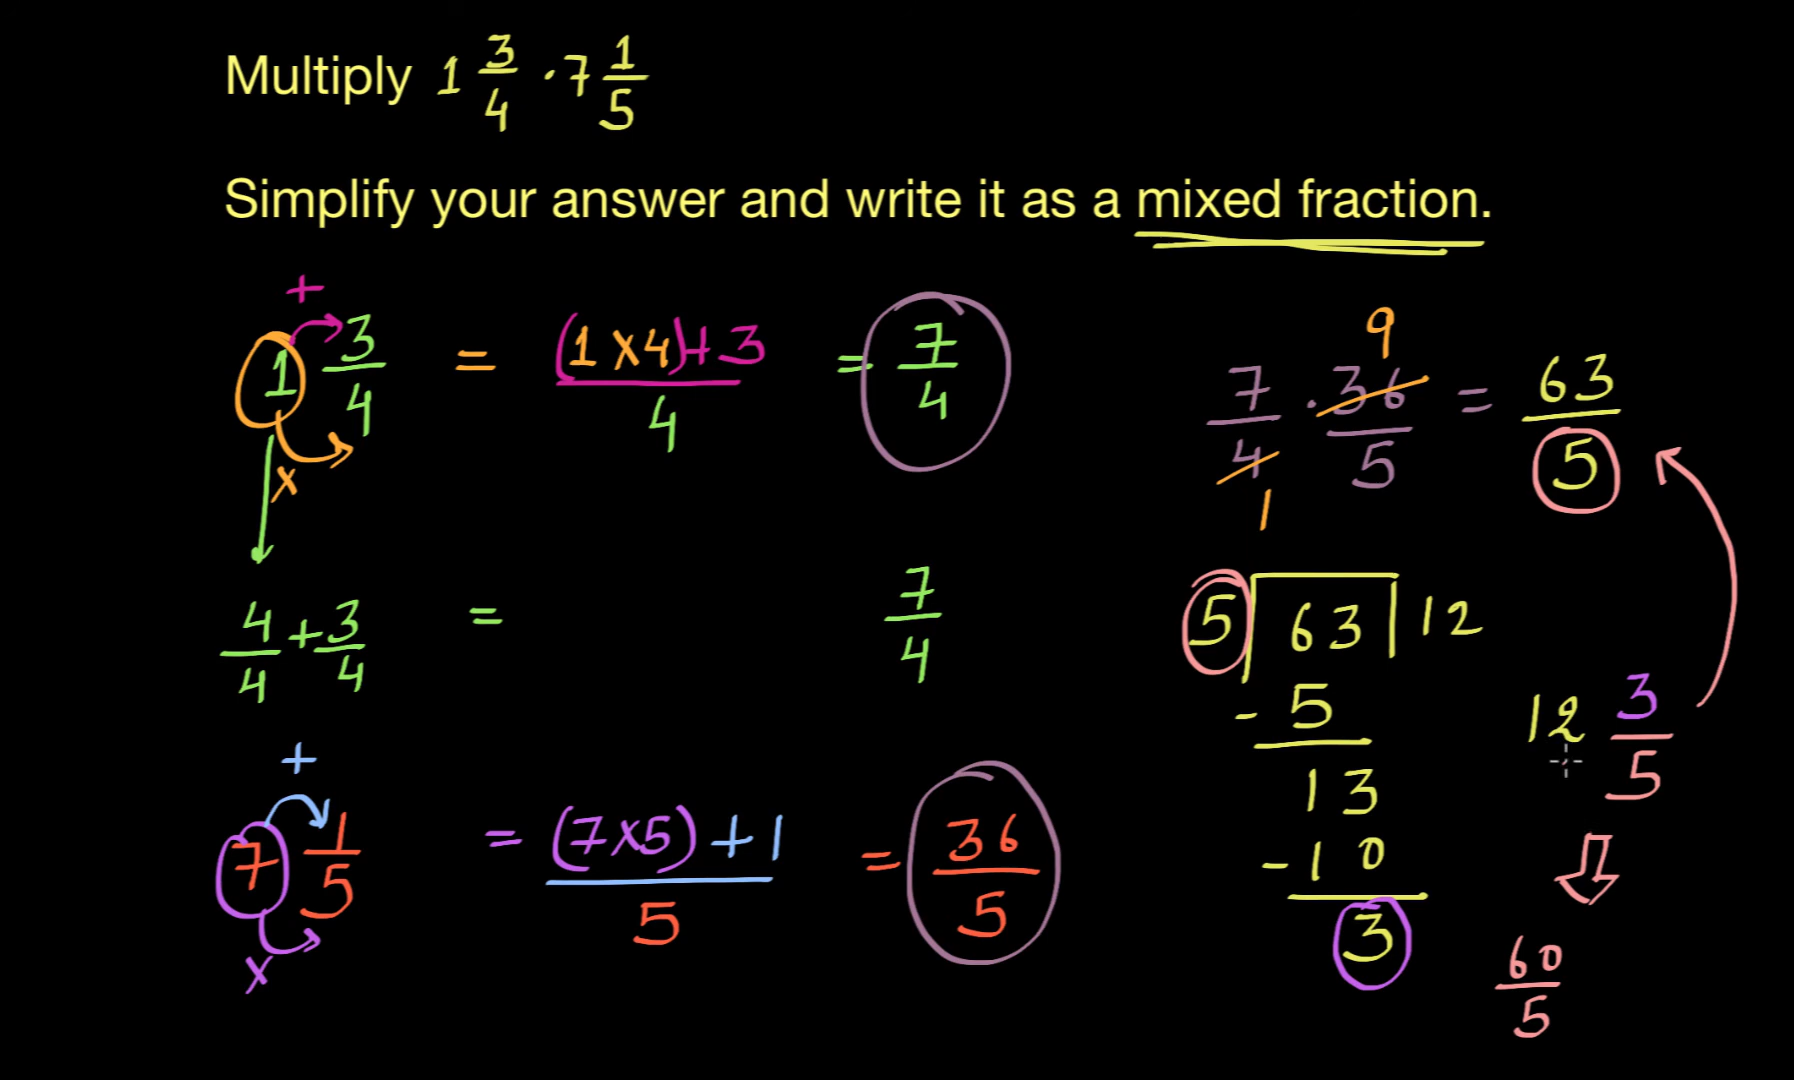 Multiply 1 3/4 · 7 1/5
Simplify your answer and write it as a mixed fraction.
+
1 3/4 = (1×4)+3/4 = 7/4
x
4/4 + 3/4 = 7/4
+
7 1/5 = (7×5)+1/5 = 36/5
x
9
7/4 · 36/5 = 63/5
1
5 63 12
- 5
13
- 10
3
12 3/5
60/5